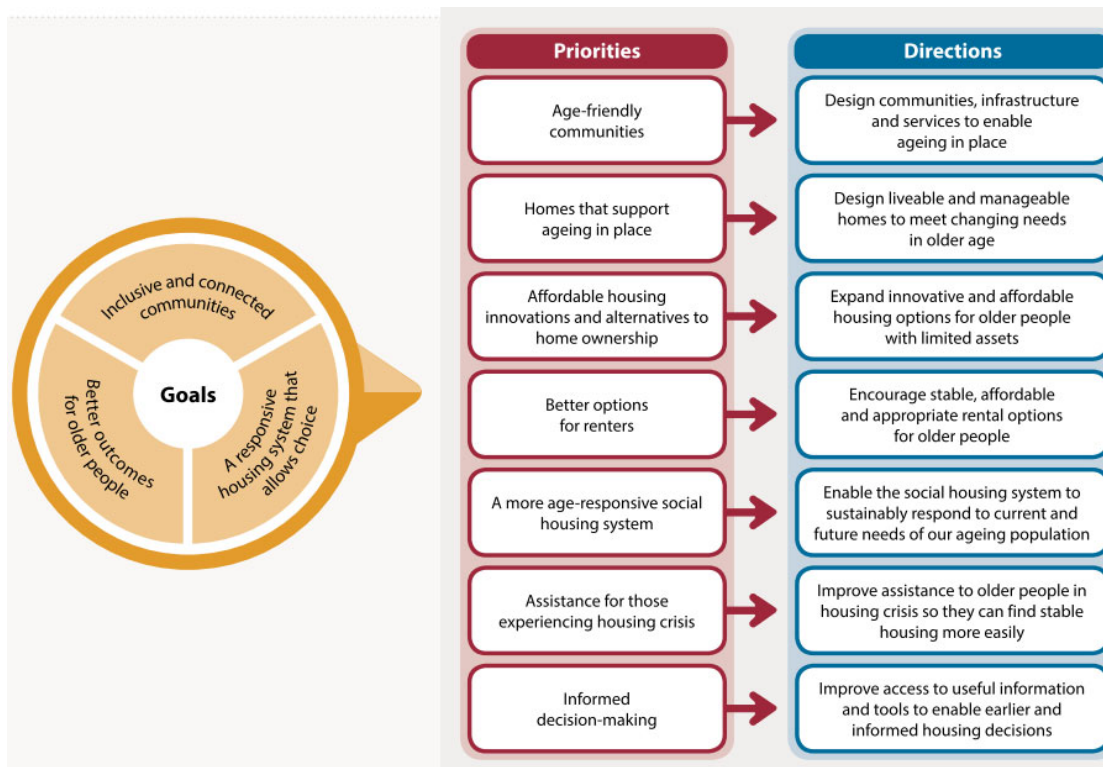 Goals
Inclusive and connected
communities
Better outcomes
for older people
A responsive
housing system that
allows choice
Priorities
Directions
Age-friendly
communities
Design communities, infrastructure
and services to enable
ageing in place
Homes that support
ageing in place
Design liveable and manageable
homes to meet changing needs
in older age
Affordable housing
innovations and alternatives to
home ownership
Expand innovative and affordable
housing options for older people
with limited assets
Better options
for renters
Encourage stable, affordable
and appropriate rental options
for older people
A more age-responsive social
housing system
Enable the social housing system to
sustainably respond to current and
future needs of our ageing population
Assistance for those
experiencing housing crisis
Improve assistance to older people in
housing crisis so they can find stable
housing more easily
Informed
decision-making
Improve access to useful information
and tools to enable earlier and
informed housing decisions